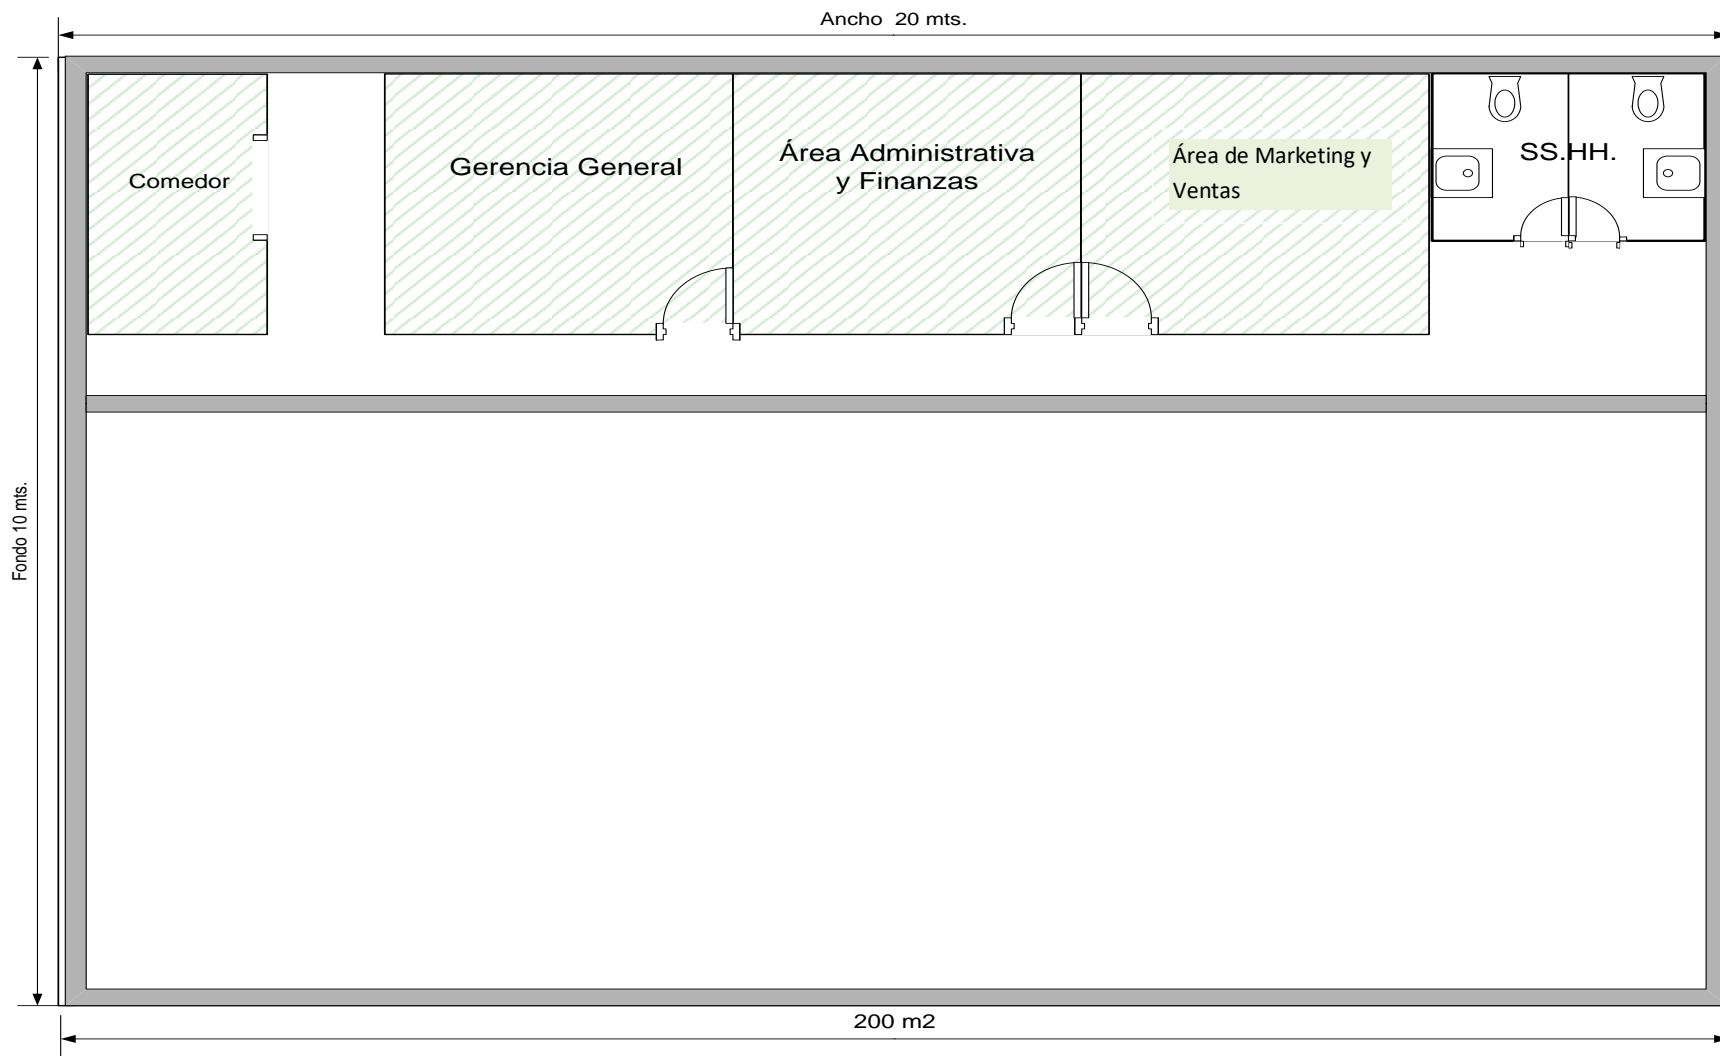 Ancho 20 mts.
Comedor
Gerencia General
Área Administrativa
y Finanzas
Área de Marketing y
Ventas
SS.HH.
Fondo 10 mts.
200 m2